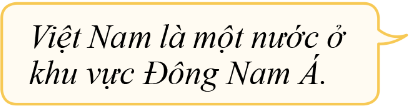 Việt Nam là một nước ở
khu vực Đông Nam Á.